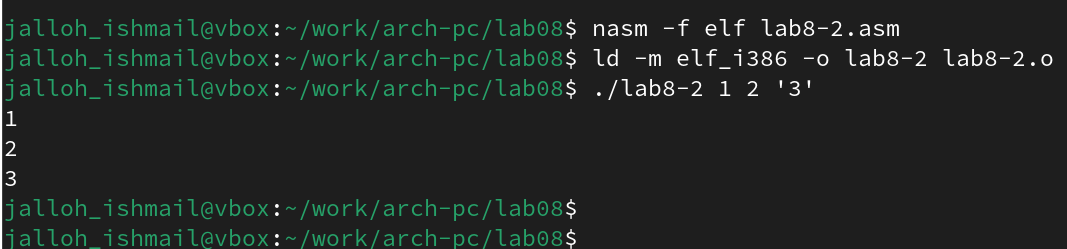 jalloh_ishmail@vbox:~/work/arch-pc/lab08$ nasm -f elf lab8-2.asm
jalloh_ishmail@vbox:~/work/arch-pc/lab08$ ld -m elf_i386 -o lab8-2 lab8-2.o
jalloh_ishmail@vbox:~/work/arch-pc/lab08$ ./lab8-2 1 2 '3'
1
2
3
jalloh_ishmail@vbox:~/work/arch-pc/lab08$
jalloh_ishmail@vbox:~/work/arch-pc/lab08$